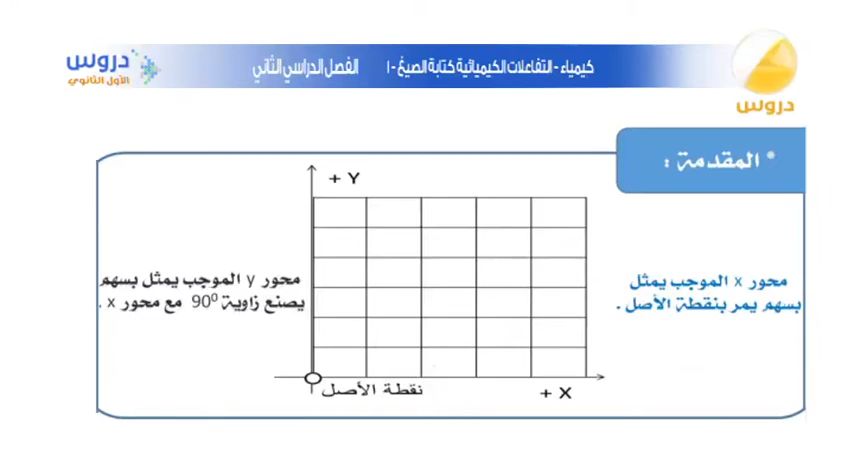 كيمياء - التفاعلات الكيميائية كتابة الصيغ - ١ الفصل الدراسي الثاني
دروس
الأول الثانوي
دروس
* المقدمة :
+ Y
محور x الموجب يمثل
بسهم يمر بنقطة الأصل .
محور y الموجب يمثل بسهم
يصنع زاوية 90⁰ مع محور x .
نقطة الأصل
+ X